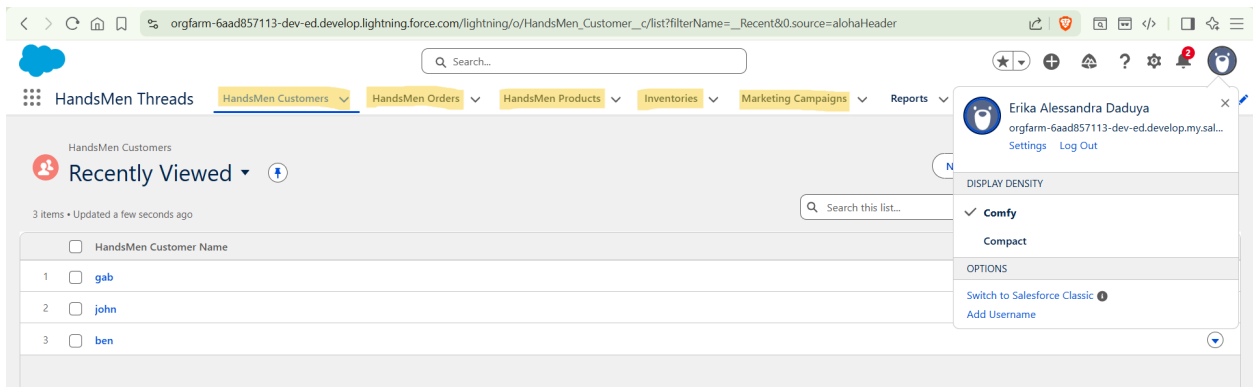 orgfarm-6aad857113-dev-ed.develop.lightning.force.com/lightning/o/HandsMen_Customer__c/list?filterName=__Recent&0.source=alohaHeader
Search...
2
HandsMen Threads HandsMen Customers HandsMen Orders HandsMen Products Inventories Marketing Campaigns Reports
Erika Alessandra Daduya
orgfarm-6aad857113-dev-ed.develop.my.sal...
Settings Log Out
HandsMen Customers
Recently Viewed
N
3 items • Updated a few seconds ago
Search this list...
DISPLAY DENSITY
Comfy
Compact
OPTIONS
Switch to Salesforce Classic
Add Username
HandsMen Customer Name
1 gab
2 john
3 ben